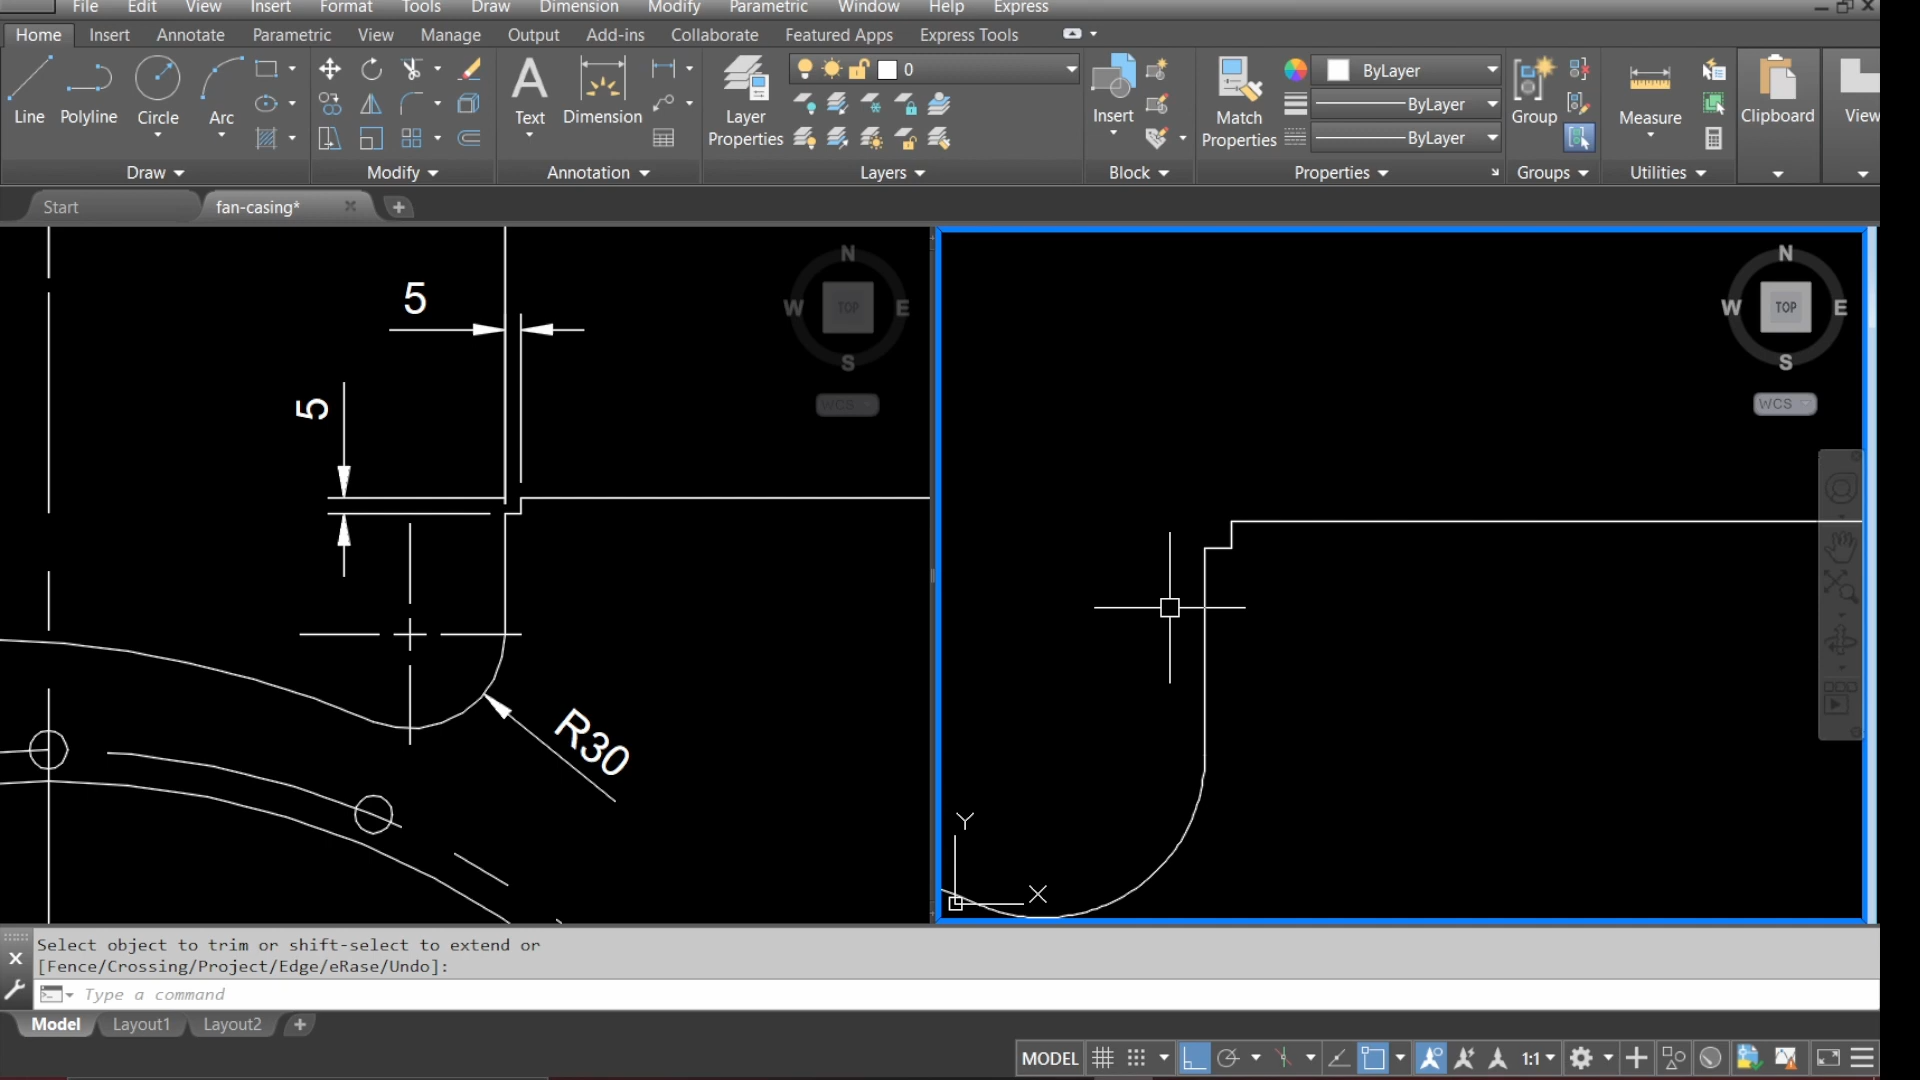 File Edit View Insert Format Tools Draw Dimension Modify Parametric Window Help Express
Home Insert Annotate Parametric View Manage Output Add-ins Collaborate Featured Apps Express Tools
0
ByLayer
ByLayer
ByLayer
Line Polyline Circle Arc
Text Dimension
Layer
Properties
Insert
Match
Properties
Group
Measure
Clipboard
View
Draw Modify Annotation Layers Block Properties Groups Utilities
Start fan-casing*
5
5
R30
N
W TOP E
S
WCS
N
W TOP E
S
WCS
Y
X
Select object to trim or shift-select to extend or
[Fence/Crossing/Project/Edge/eRase/Undo]:
Type a command
Model Layout1 Layout2
MODEL 1:1